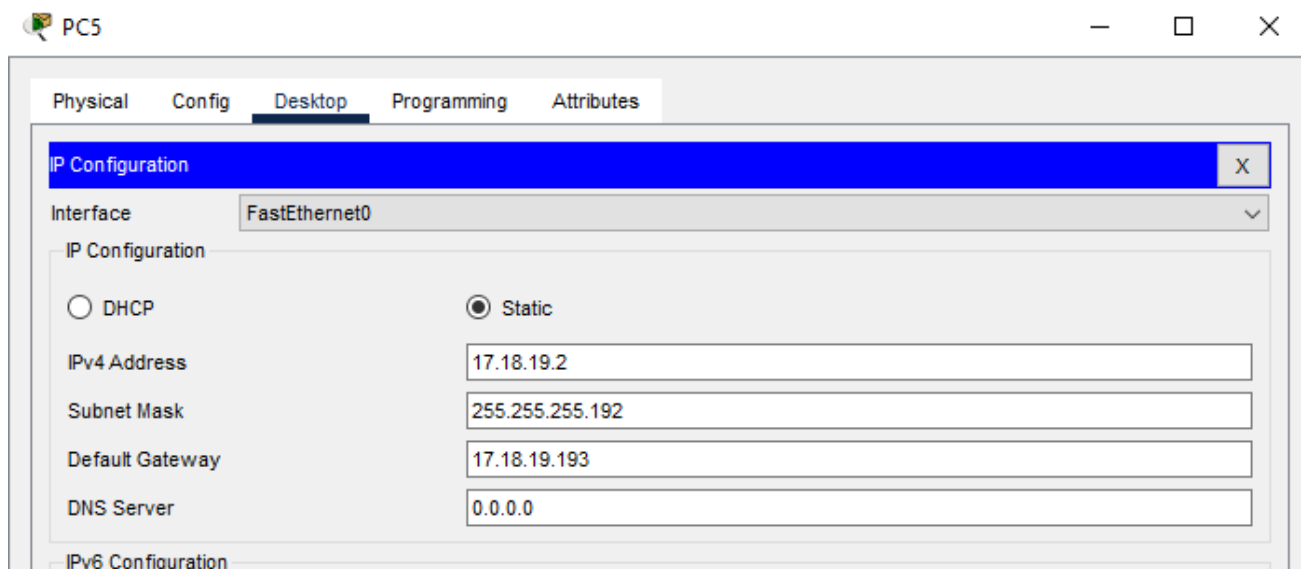 PC5
Physical Config Desktop Programming Attributes
IP Configuration X
Interface FastEthernet0
IP Configuration
DHCP Static
IPv4 Address 17.18.19.2
Subnet Mask 255.255.255.192
Default Gateway 17.18.19.193
DNS Server 0.0.0.0
IPv6 Configuration